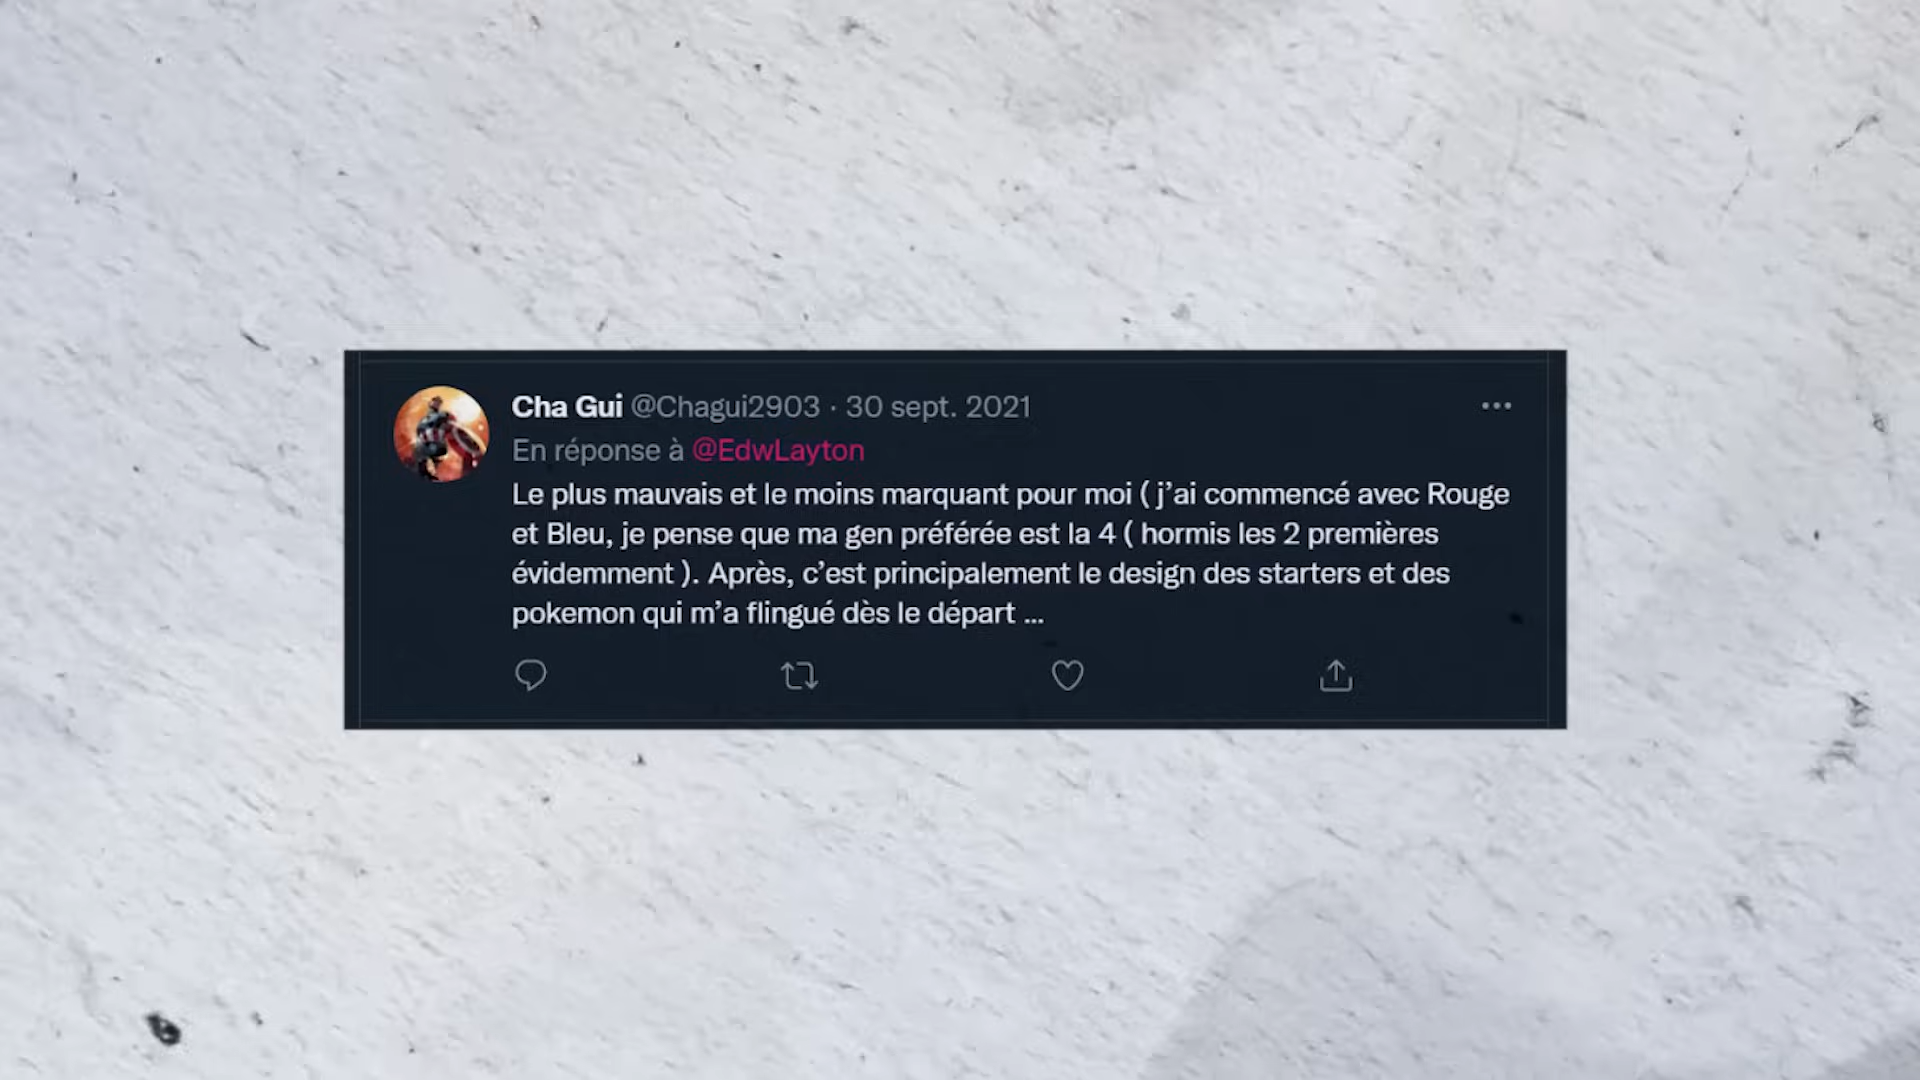 Cha Gui @Chagui2903 · 30 sept. 2021
En réponse à @EdwLayton
Le plus mauvais et le moins marquant pour moi ( j’ai commencé avec Rouge
et Bleu, je pense que ma gen préférée est la 4 ( hormis les 2 premières
évidemment ). Après, c’est principalement le design des starters et des
pokemon qui m’a flingué dès le départ ...